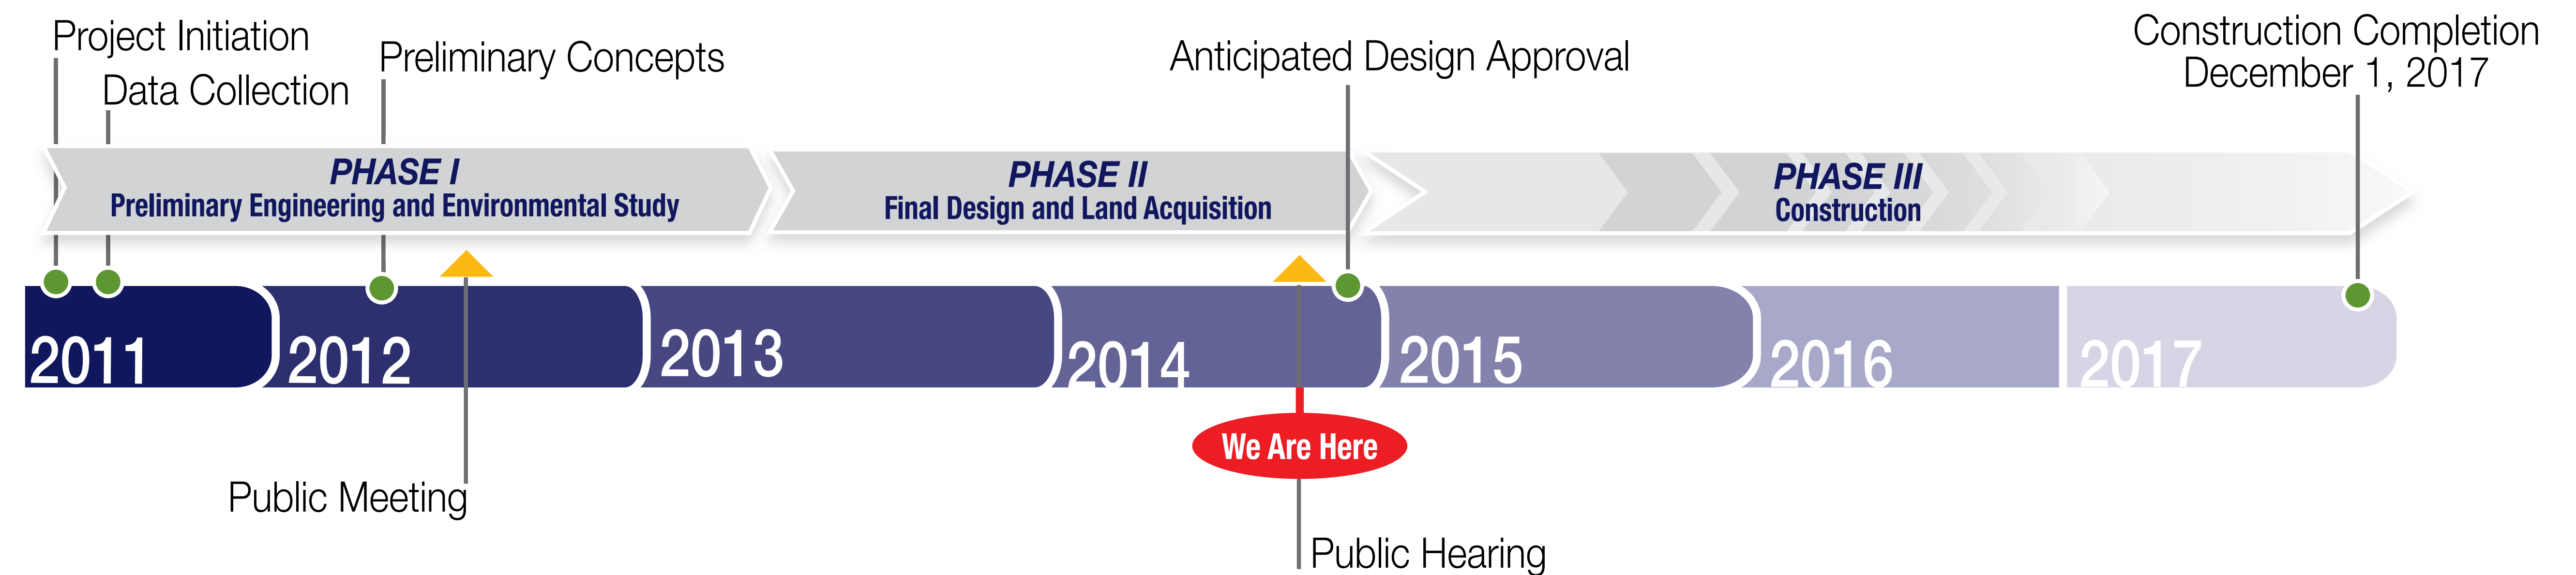 Project Initiation
Data Collection
Preliminary Concepts
Anticipated Design Approval
Construction Completion
December 1, 2017
PHASE I
Preliminary Engineering and Environmental Study
PHASE II
Final Design and Land Acquisition
PHASE III
Construction
2011
2012
2013
2014
2015
2016
2017
We Are Here
Public Meeting
Public Hearing